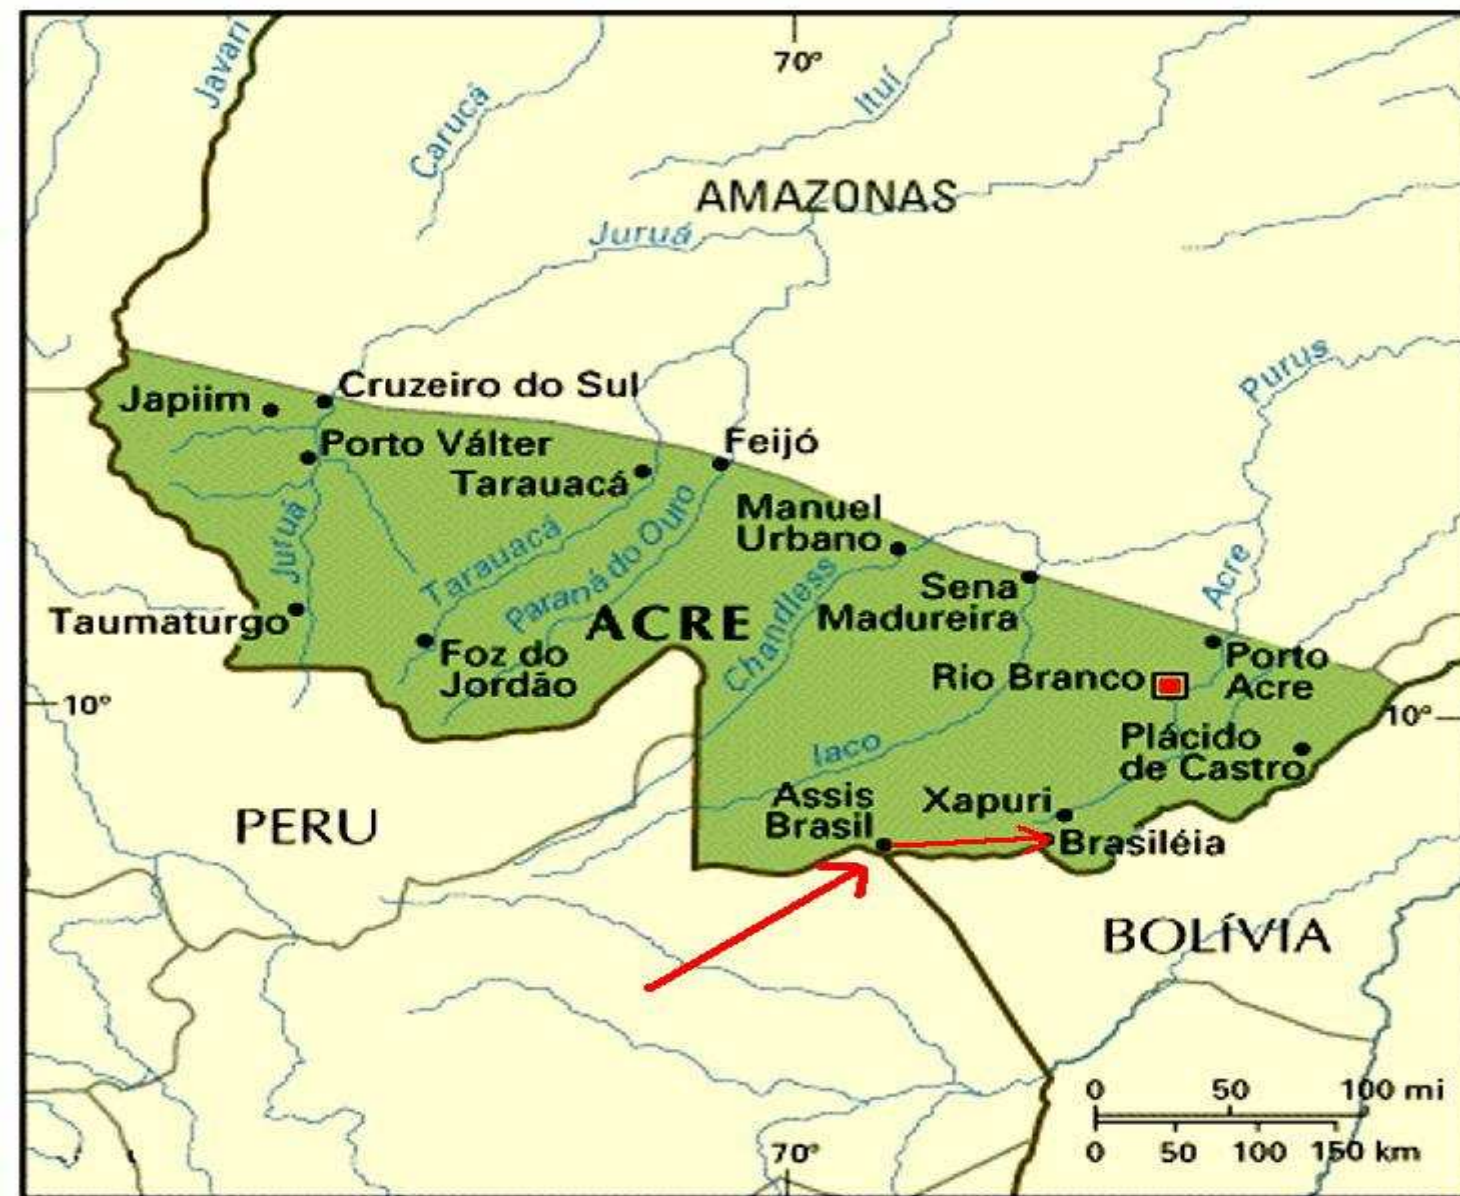 Javari
70°
Carucá
Ituí
AMAZONAS
Juruá
Purus
Japiim
Cruzeiro do Sul
Porto Válter
Feijó
Tarauacá
Manuel
Urbano
Juruá
Tarauacá
Paraná do Ouro
Chandless
Acre
Sena
Madureira
Taumaturgo
ACRE
Foz do
Jordão
Rio Branco
Porto
Acre
10°
10°
Plácido
de Castro
Iaco
Assis
Brasil
Xapuri
Brasiléia
PERU
BOLÍVIA
0 50 100 mi
0 50 100 150 km
70°